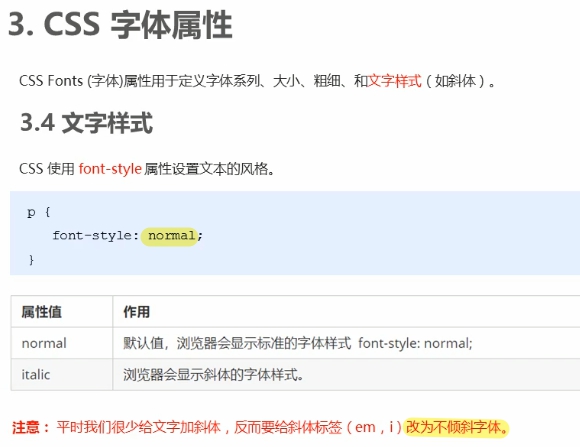 3. CSS 字体属性
CSS Fonts (字体)属性用于定义字体系列、大小、粗细、和文字样式（如斜体）。
3.4 文字样式
CSS 使用 font-style 属性设置文本的风格。
p {
font-style: normal;
}
属性值 作用
normal 默认值，浏览器会显示标准的字体样式 font-style: normal;
italic 浏览器会显示斜体的字体样式。
注意： 平时我们很少给文字加斜体，反而要给斜体标签（em，i）改为不倾斜字体。